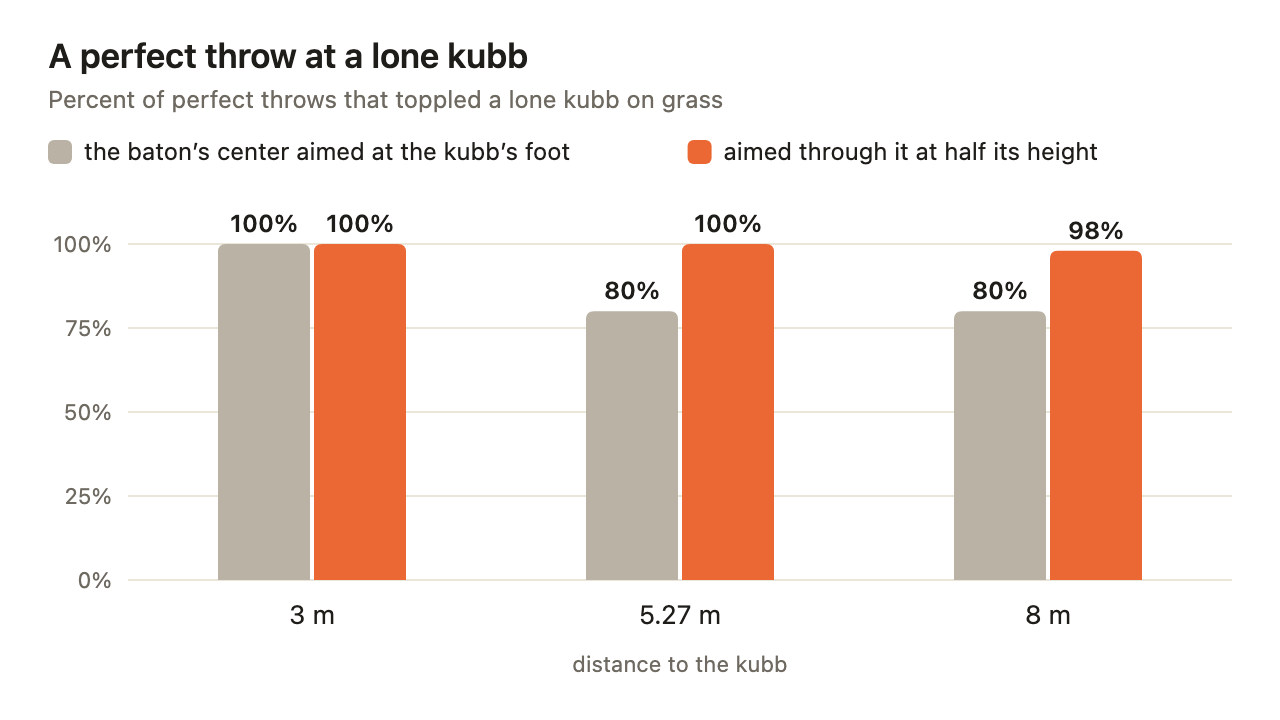 A perfect throw at a lone kubb
Percent of perfect throws that toppled a lone kubb on grass
the baton’s center aimed at the kubb’s foot
aimed through it at half its height
100% 100% 100% 98%
80% 80%
100%
75%
50%
25%
0%
3 m 5.27 m 8 m
distance to the kubb